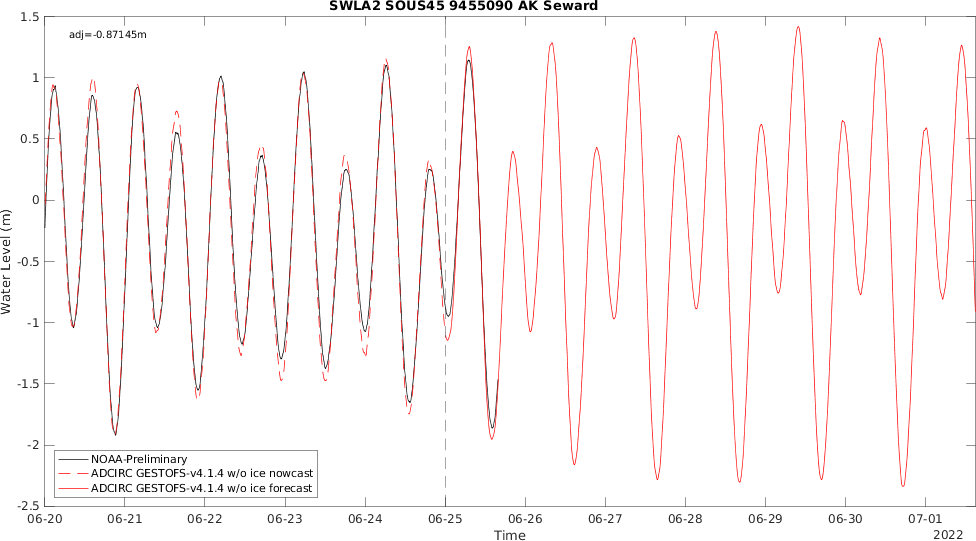 SWLA2 SOUS45 9455090 AK Seward
adj=-0.87145m
1.5
1
0.5
0
-0.5
-1
-1.5
-2
-2.5
Water Level (m)
NOAA-Preliminary
ADCIRC GESTOFS-v4.1.4 w/o ice nowcast
ADCIRC GESTOFS-v4.1.4 w/o ice forecast
06-20 06-21 06-22 06-23 06-24 06-25 06-26 06-27 06-28 06-29 06-30 07-01
Time
2022